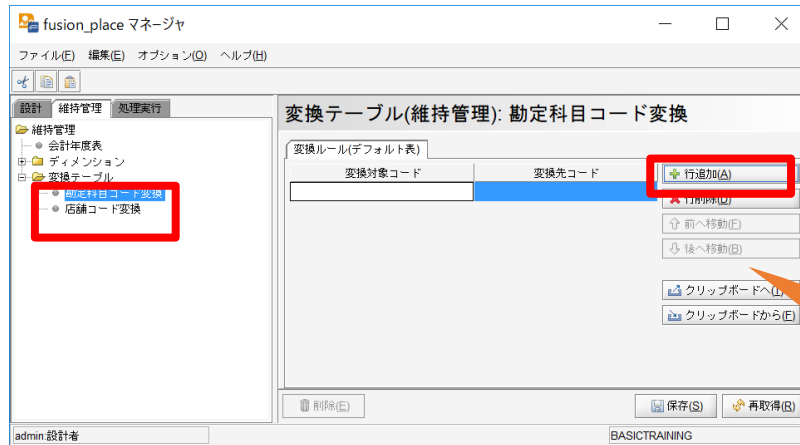 fusion_place マネージャ
ファイル(F) 編集(E) オプション(O) ヘルプ(H)
設計 維持管理 処理実行
維持管理
会計年度表
ディメンション
変換テーブル
勘定科目コード変換
店舗コード変換
変換テーブル(維持管理): 勘定科目コード変換
変換ルール(デフォルト表)
変換対象コード 変換先コード
行追加(A)
行削除(D)
前へ移動(F)
後へ移動(B)
クリップボードへ(T)
クリップボードから(F)
削除(E) 保存(S) 再取得(R)
admin:設計者 BASICTRAINING